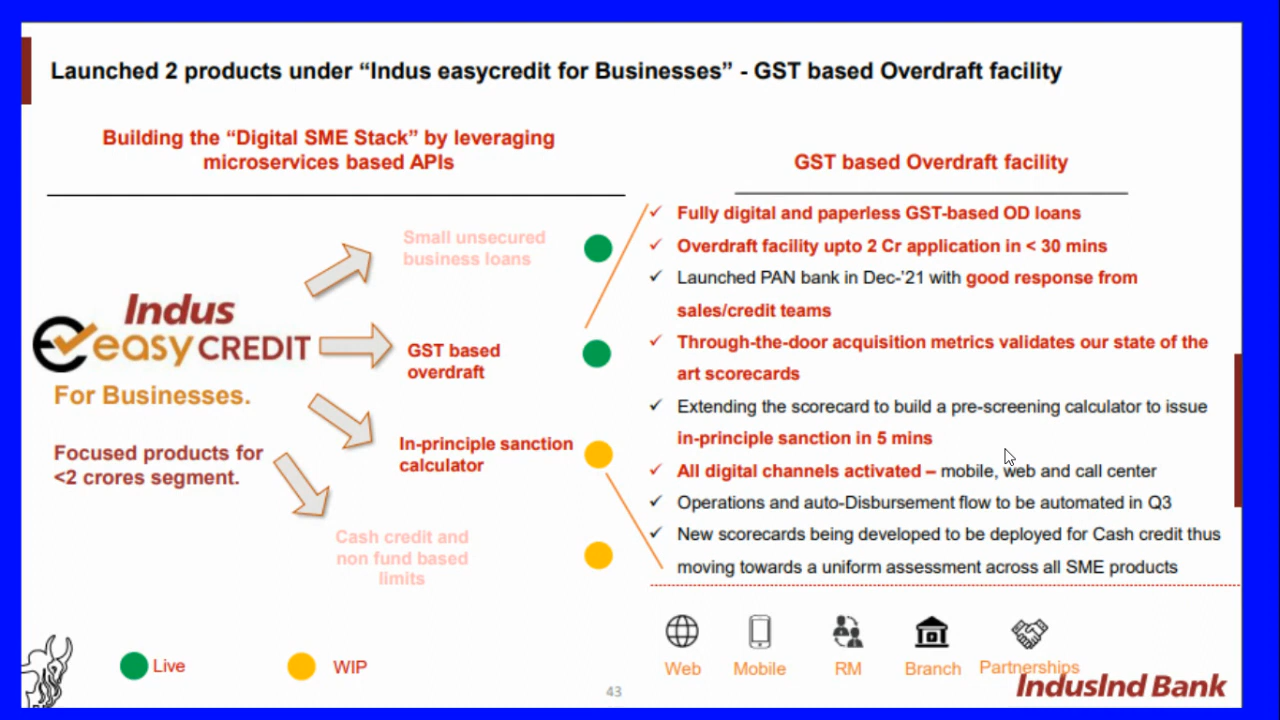 Launched 2 products under “Indus easycredit for Businesses” - GST based Overdraft facility
Building the “Digital SME Stack” by leveraging
microservices based APIs
Small unsecured
business loans
Indus
easy CREDIT
For Businesses.
GST based
overdraft
Focused products for
<2 crores segment.
In-principle sanction
calculator
Cash credit and
non fund based
limits
Live
WIP
GST based Overdraft facility
Fully digital and paperless GST-based OD loans
Overdraft facility upto 2 Cr application in < 30 mins
Launched PAN bank in Dec-’21 with good response from
sales/credit teams
Through-the-door acquisition metrics validates our state of the
art scorecards
Extending the scorecard to build a pre-screening calculator to issue
in-principle sanction in 5 mins
All digital channels activated – mobile, web and call center
Operations and auto-Disbursement flow to be automated in Q3
New scorecards being developed to be deployed for Cash credit thus
moving towards a uniform assessment across all SME products
Web Mobile RM Branch Partnerships
43
IndusInd Bank